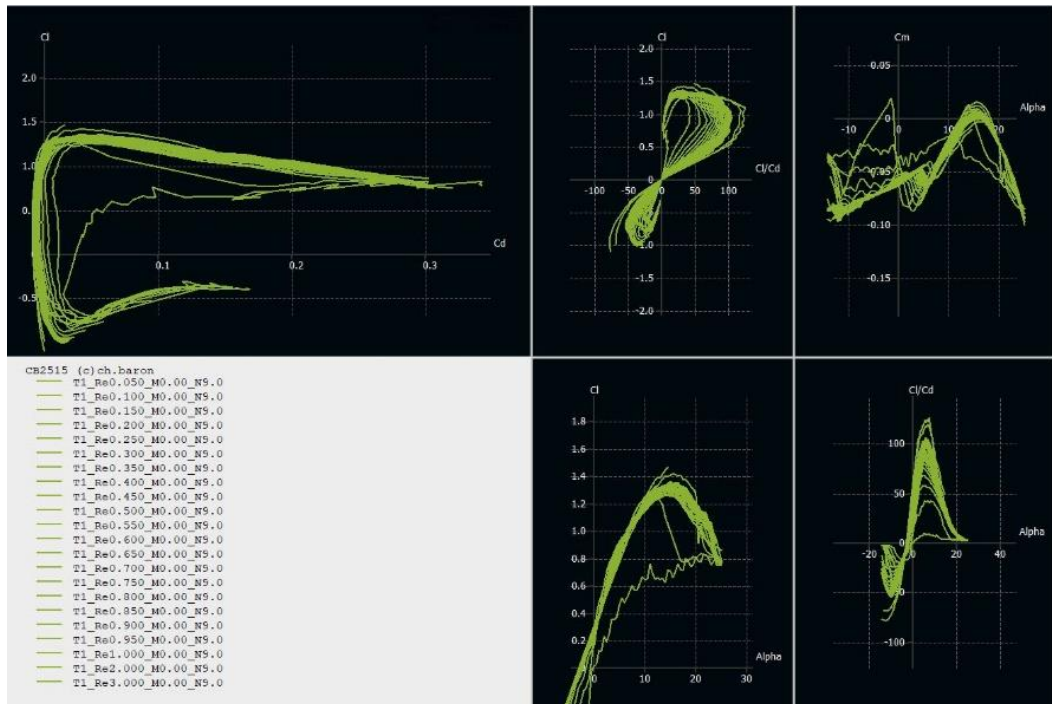 Cl
2.0
1.5
1.0
0.
-0.5
0.1
0.2
0.3
Cd
Cl
2.0
1.5
1.0
0.5
0
-100
-50
0
50
100
Cl/Cd
-0.5
-1.0
-1.5
-2.0
Cm
0.05
Alpha
-10
0
0
10
20
-0.05
-0.10
-0.15
CB2515 (c)ch.baron
T1_Re0.050_M0.00_N9.0
T1_Re0.100_M0.00_N9.0
T1_Re0.150_M0.00_N9.0
T1_Re0.200_M0.00_N9.0
T1_Re0.250_M0.00_N9.0
T1_Re0.300_M0.00_N9.0
T1_Re0.350_M0.00_N9.0
T1_Re0.400_M0.00_N9.0
T1_Re0.450_M0.00_N9.0
T1_Re0.500_M0.00_N9.0
T1_Re0.550_M0.00_N9.0
T1_Re0.600_M0.00_N9.0
T1_Re0.650_M0.00_N9.0
T1_Re0.700_M0.00_N9.0
T1_Re0.750_M0.00_N9.0
T1_Re0.800_M0.00_N9.0
T1_Re0.850_M0.00_N9.0
T1_Re0.900_M0.00_N9.0
T1_Re0.950_M0.00_N9.0
T1_Re1.000_M0.00_N9.0
T1_Re2.000_M0.00_N9.0
T1_Re3.000_M0.00_N9.0
Cl
1.8
1.6
1.4
1.2
1.0
0.8
0.6
0.4
0.2
Alpha
0
10
20
30
Cl/Cd
100
50
0
-20
20
40
Alpha
-50
-100